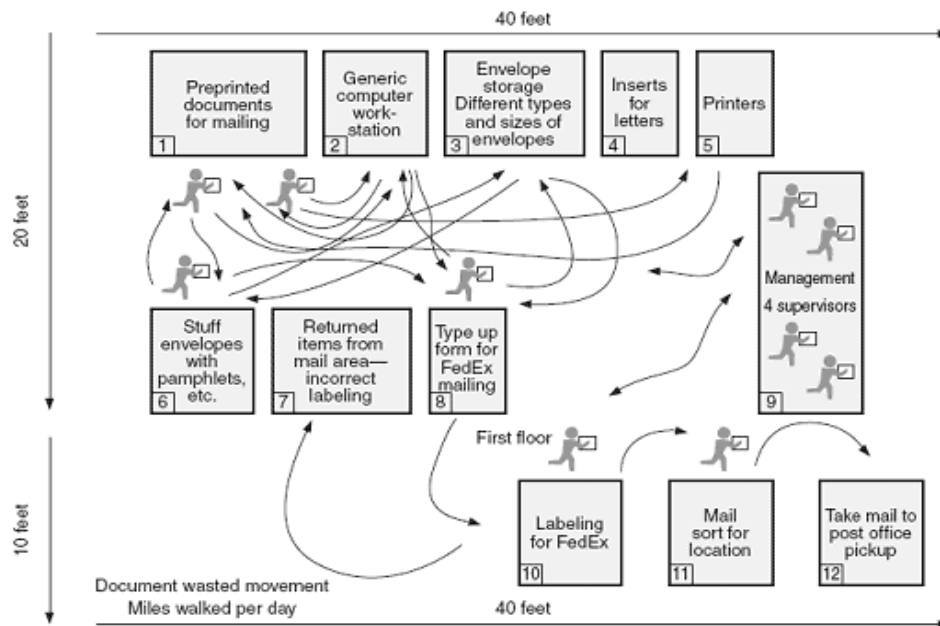 40 feet
Preprinted
documents
for mailing
1
Generic
computer
work-
station
2
Envelope
storage
Different types
and sizes of
envelopes
3
Inserts
for
letters
4
Printers
5
20 feet
Management
4 supervisors
9
Stuff
envelopes
with
pamphlets,
etc.
6
Returned
items from
mail area—
incorrect
labeling
7
Type up
form for
FedEx
mailing
8
First floor
10 feet
Labeling
for FedEx
10
Mail
sort for
location
11
Take mail to
post office
pickup
12
Document wasted movement
Miles walked per day
40 feet